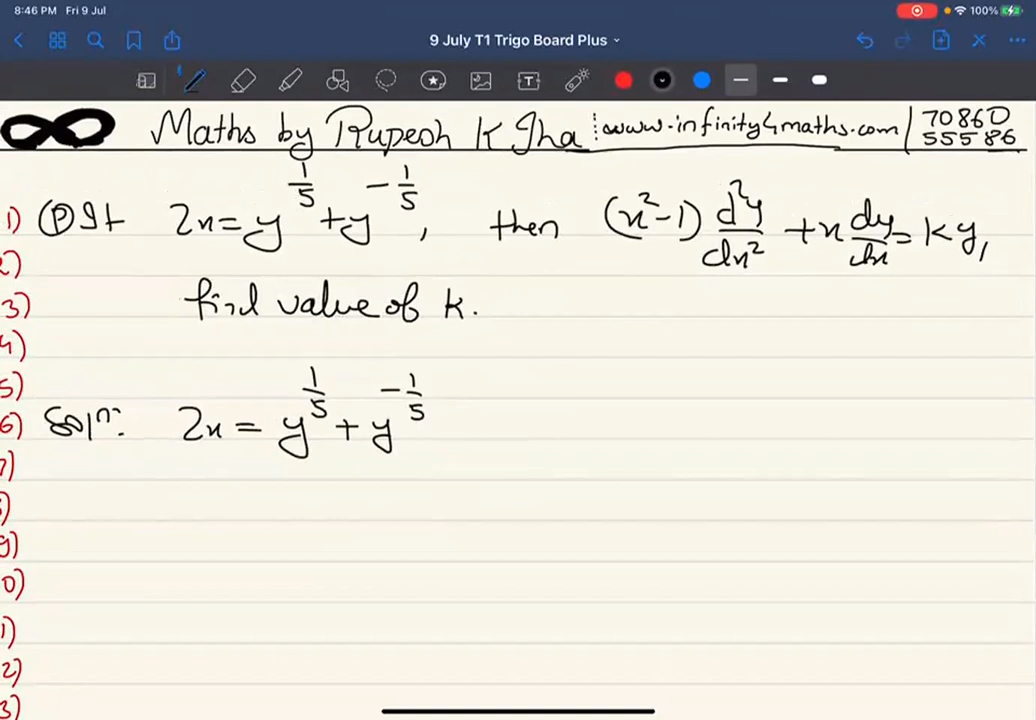 8:46 PM Fri 9 Jul 100%
9 July T1 Trigo Board Plus
Maths by Rupesh K Jha www.infinity4maths.com 70860 55586
1) (P) If 2x = y^(1/5) + y^(-1/5), then (x²-1) d²y/dx² + x dy/dx = ky,
2)
3) find value of k.
4)
5)
6) Solⁿ: 2x = y^(1/5) + y^(-1/5)
7)
8)
9)
0)
1)
2)
3)